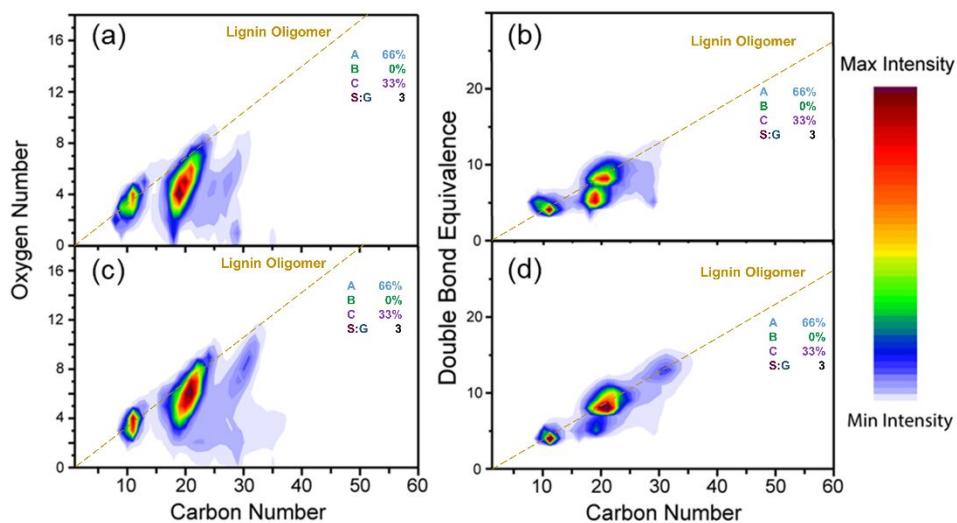 (a)
Lignin Oligomer
A 66%
B 0%
C 33%
S:G 3
16
12
8
4
0
Oxygen Number
(b)
Lignin Oligomer
A 66%
B 0%
C 33%
S:G 3
20
10
0
Double Bond Equivalence
(c)
Lignin Oligomer
A 66%
B 0%
C 33%
S:G 3
16
12
8
4
0
10 20 30 40 50 60
Carbon Number
(d)
Lignin Oligomer
A 66%
B 0%
C 33%
S:G 3
20
10
0
10 20 30 40 50 60
Carbon Number
Max Intensity
Min Intensity